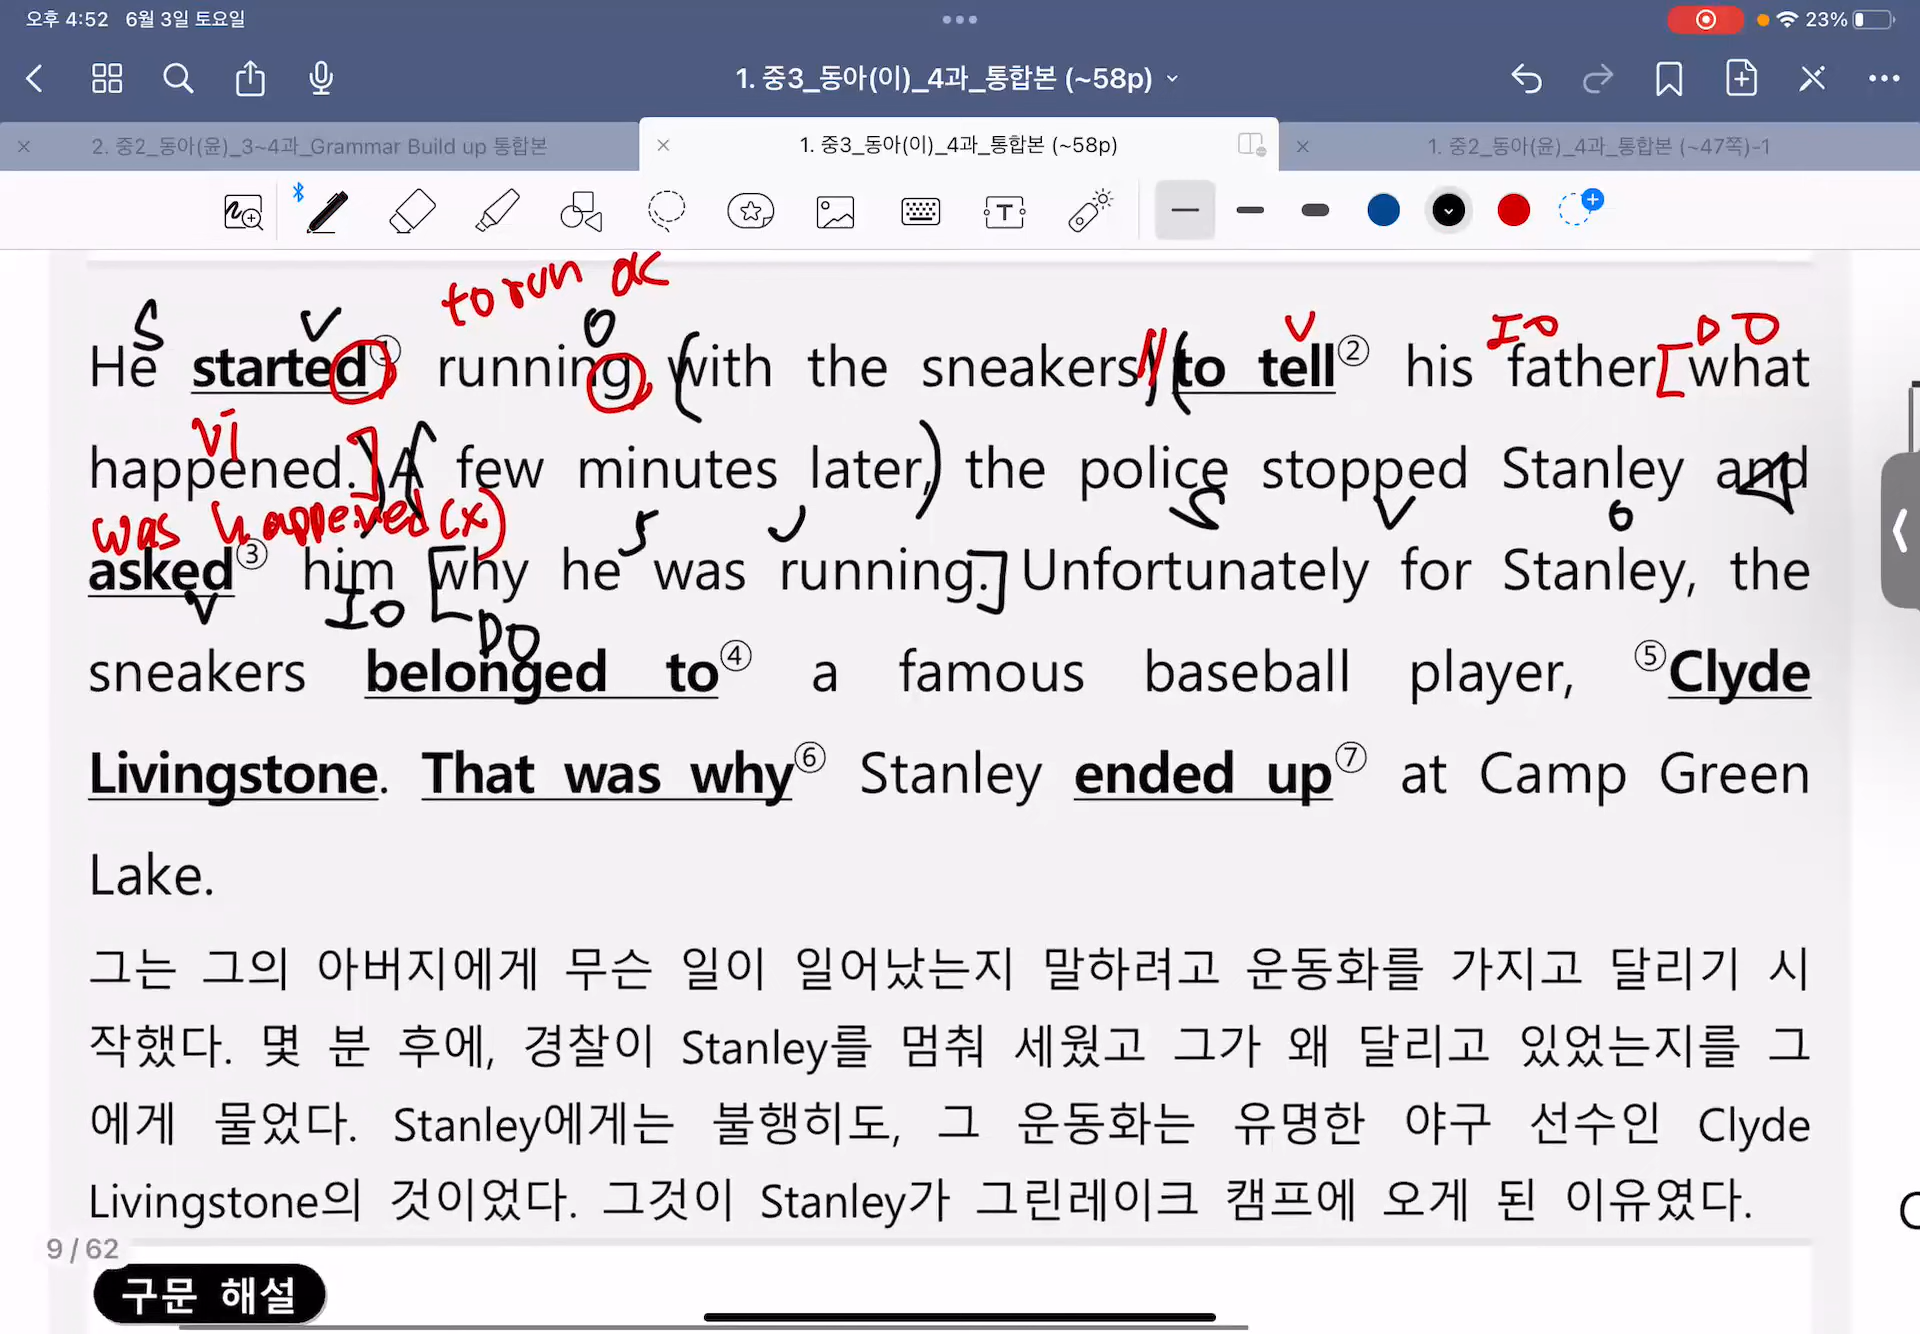 오후 4:52 6월 3일 토요일
23%
1. 중3_동아(이)_4과_통합본 (~58p)
2. 중2_동아(윤)_3~4과_Grammar Build up 통합본
1. 중3_동아(이)_4과_통합본 (~58p)
1. 중2_동아(윤)_4과_통합본 (~47쪽)-1
to run ok
S V O V IO DO
He started① running with the sneakers to tell② his father [what
vi
happened.] A few minutes later, the police stopped Stanley and
was happened (x) S V S V O
asked③ him [why he was running.] Unfortunately for Stanley, the
V IO DO
sneakers belonged to④ a famous baseball player, ⑤Clyde
Livingstone. That was why⑥ Stanley ended up⑦ at Camp Green
Lake.
그는 그의 아버지에게 무슨 일이 일어났는지 말하려고 운동화를 가지고 달리기 시
작했다. 몇 분 후에, 경찰이 Stanley를 멈춰 세웠고 그가 왜 달리고 있었는지를 그
에게 물었다. Stanley에게는 불행히도, 그 운동화는 유명한 야구 선수인 Clyde
Livingstone의 것이었다. 그것이 Stanley가 그린레이크 캠프에 오게 된 이유였다.
9 / 62
구문 해설